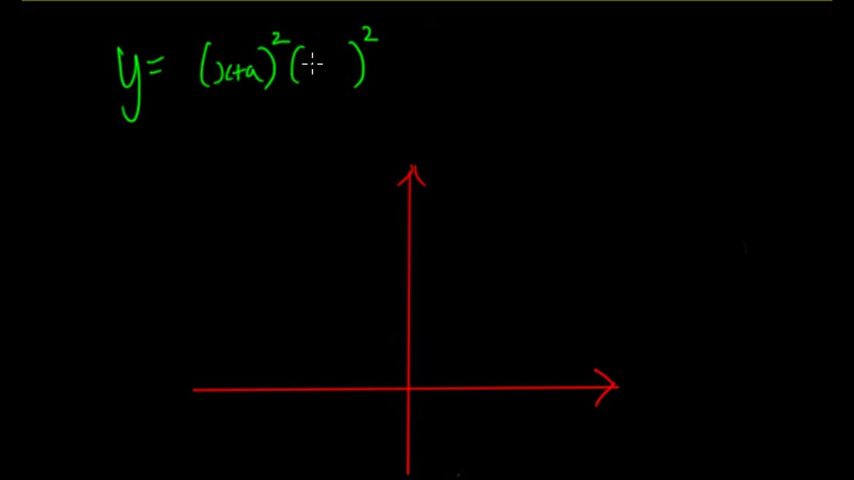 y= (x+a)² (   )²